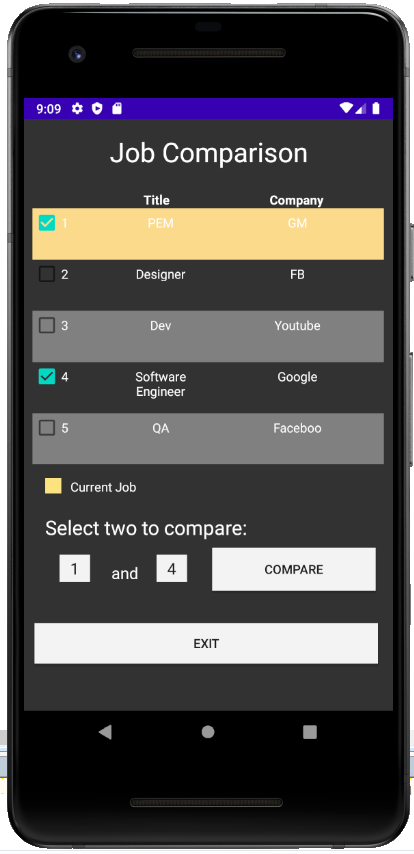 9:09
Job Comparison
Title Company
1 PEM GM
2 Designer FB
3 Dev Youtube
4 Software Engineer Google
5 QA Faceboo
Current Job
Select two to compare:
1 and 4 COMPARE
EXIT